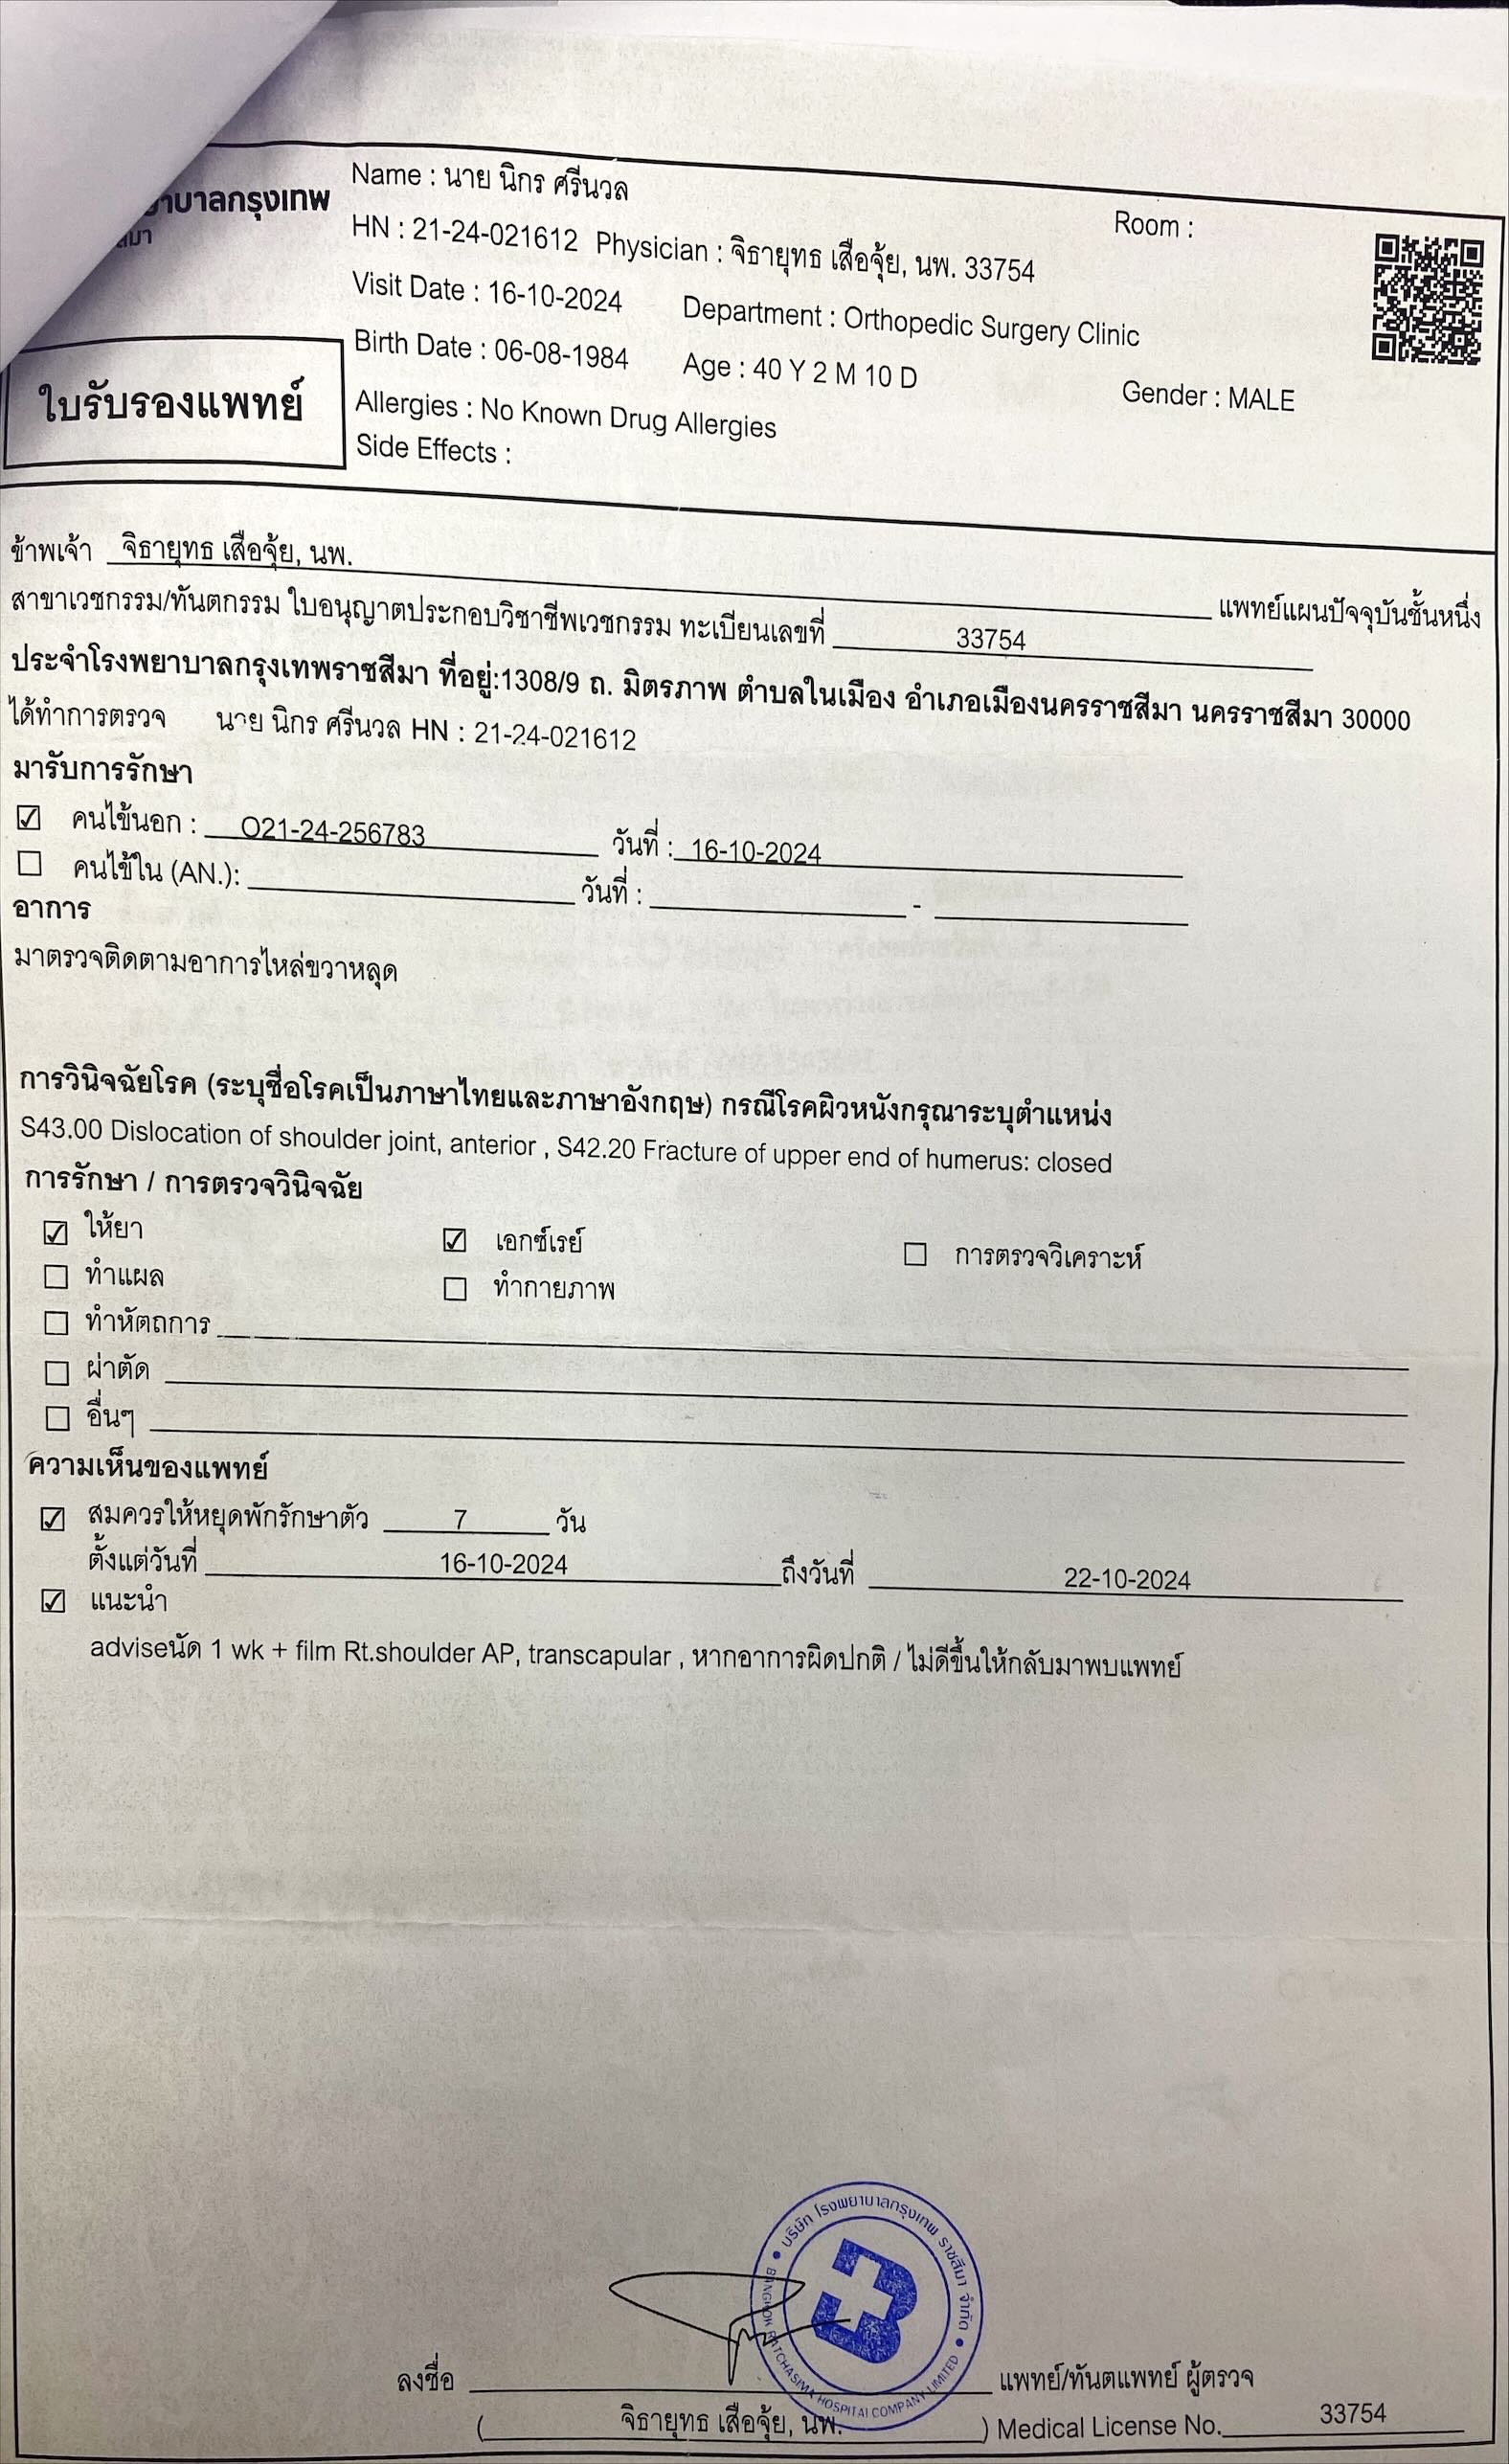 าบาลกรุงเทพ
สีมา
Name : นาย นิกร ศรีนวล
Room :
HN : 21-24-021612 Physician : จิรายุทธ เสือจุ้ย, นพ. 33754
Visit Date : 16-10-2024 Department : Orthopedic Surgery Clinic
Birth Date : 06-08-1984 Age : 40 Y 2 M 10 D Gender : MALE
ใบรับรองแพทย์
Allergies : No Known Drug Allergies
Side Effects :
ข้าพเจ้า จิรายุทธ เสือจุ้ย, นพ. แพทย์แผนปัจจุบันชั้นหนึ่ง
สาขาเวชกรรม/ทันตกรรม ใบอนุญาตประกอบวิชาชีพเวชกรรม ทะเบียนเลขที่ 33754
ประจำโรงพยาบาลกรุงเทพราชสีมา ที่อยู่:1308/9 ถ. มิตรภาพ ตำบลในเมือง อำเภอเมืองนครราชสีมา นครราชสีมา 30000
ได้ทำการตรวจ นาย นิกร ศรีนวล HN : 21-24-021612
มารับการรักษา
☑ คนไข้นอก : O21-24-256783 วันที่ : 16-10-2024
☐ คนไข้ใน (AN.): วันที่ : -
อาการ
มาตรวจติดตามอาการไหล่ขวาหลุด
การวินิจฉัยโรค (ระบุชื่อโรคเป็นภาษาไทยและภาษาอังกฤษ) กรณีโรคผิวหนังกรุณาระบุตำแหน่ง
S43.00 Dislocation of shoulder joint, anterior , S42.20 Fracture of upper end of humerus: closed
การรักษา / การตรวจวินิจฉัย
☑ ให้ยา ☑ เอกซ์เรย์ ☐ การตรวจวิเคราะห์
☐ ทำแผล ☐ ทำกายภาพ
☐ ทำหัตถการ
☐ ผ่าตัด
☐ อื่นๆ
ความเห็นของแพทย์
☑ สมควรให้หยุดพักรักษาตัว 7 วัน
ตั้งแต่วันที่ 16-10-2024 ถึงวันที่ 22-10-2024
☑ แนะนำ
adviseนัด 1 wk + film Rt.shoulder AP, transcapular , หากอาการผิดปกติ / ไม่ดีขึ้นให้กลับมาพบแพทย์
บริษัท โรงพยาบาลกรุงเทพ ราชสีมา จำกัด
BANGKOK RATCHASIMA HOSPITAL COMPANY LIMITED
ลงชื่อ แพทย์/ทันตแพทย์ ผู้ตรวจ
( จิรายุทธ เสือจุ้ย, นพ. ) Medical License No. 33754